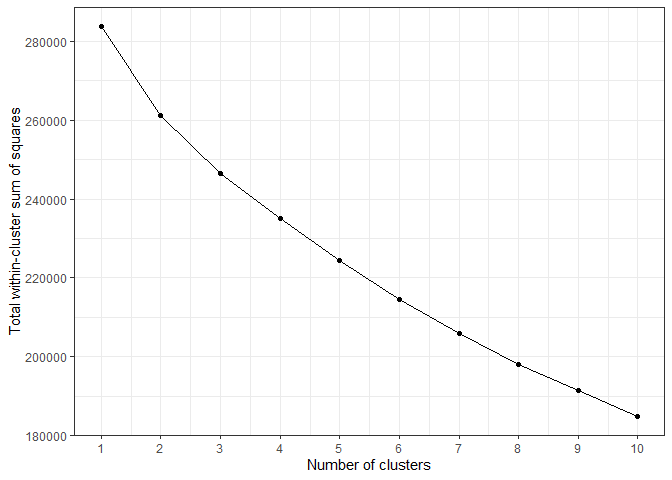 280000
260000
240000
220000
200000
180000
Total within-cluster sum of squares
1 2 3 4 5 6 7 8 9 10
Number of clusters